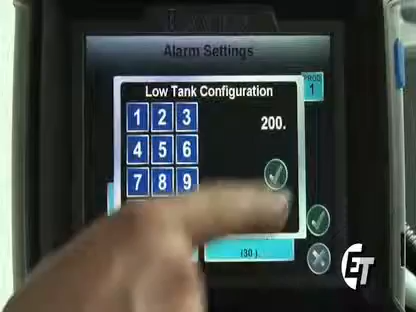 Alarm Settings
Low Tank Configuration
PROD
1
1 2 3
200.
4 5 6
7 8 9
(30 ).
ET